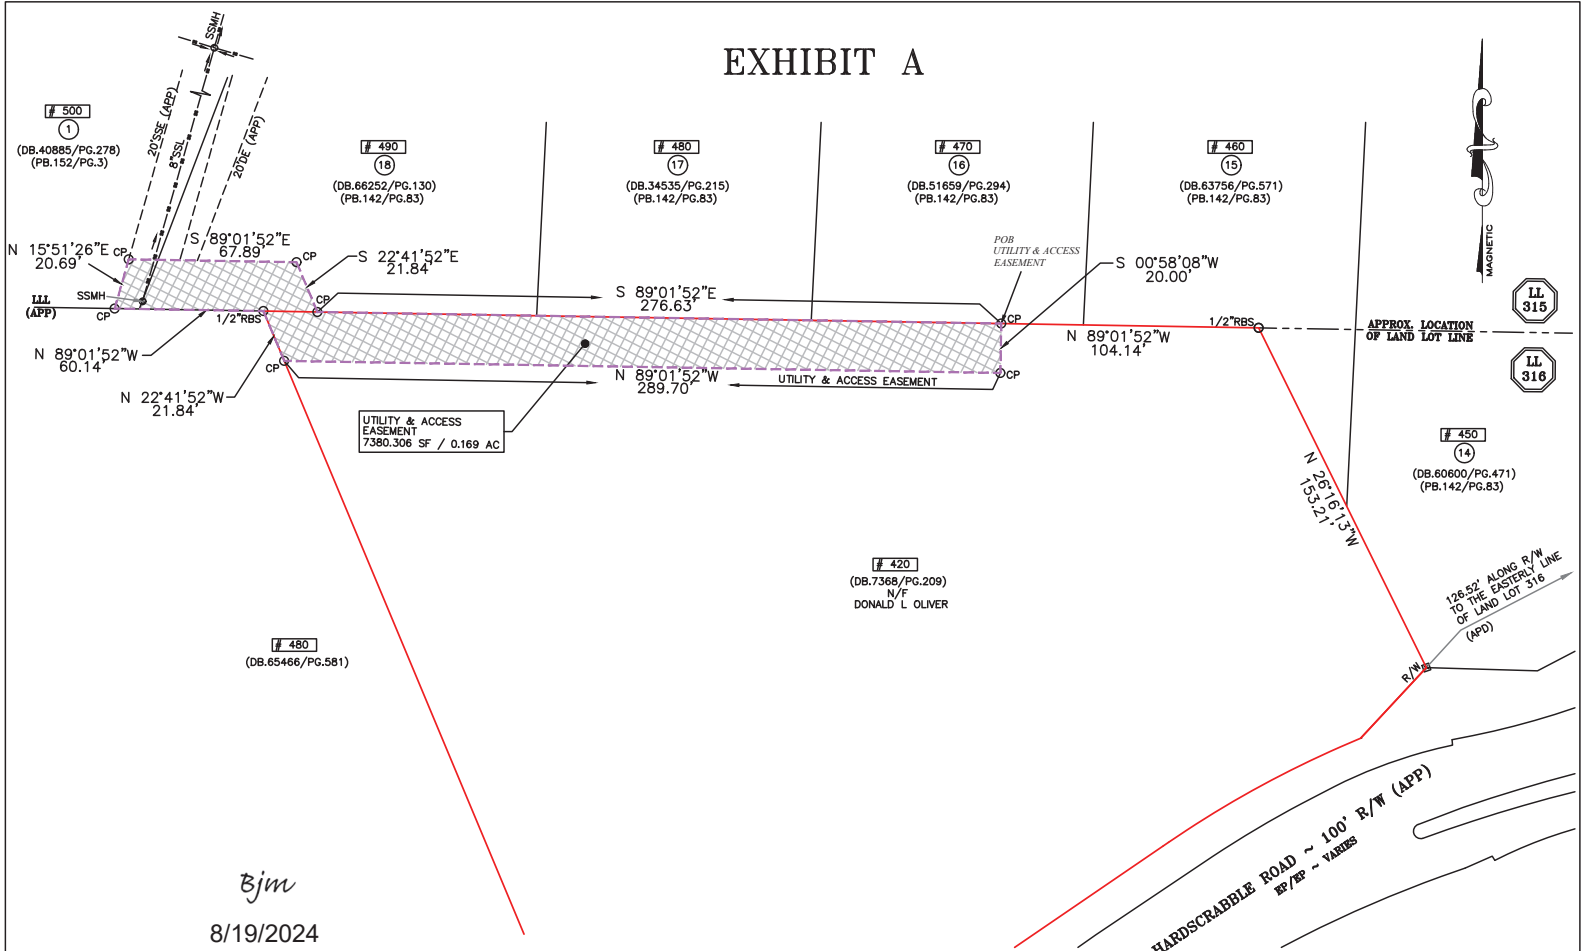 EXHIBIT A
SSMH
# 500
1
(DB.40885/PG.278)
(PB.152/PG.3)
20'SSE (APP)
8"SSL
20'DE (APP)
# 490
18
(DB.66252/PG.130)
(PB.142/PG.83)
# 480
17
(DB.34535/PG.215)
(PB.142/PG.83)
# 470
16
(DB.51659/PG.294)
(PB.142/PG.83)
# 460
15
(DB.63756/PG.571)
(PB.142/PG.83)
MAGNETIC
N 15°51'26"E
20.69'
CP
S 89°01'52"E
67.89'
CP
S 22°41'52"E
21.84'
POB
UTILITY & ACCESS
EASEMENT
S 00°58'08"W
20.00'
LLL
(APP)
SSMH
CP
1/2"RBS
CP
S 89°01'52"E
276.63'
CP
N 89°01'52"W
104.14'
1/2"RBS
APPROX. LOCATION
OF LAND LOT LINE
LL
315
LL
316
N 89°01'52"W
60.14'
N 22°41'52"W
21.84'
CP
N 89°01'52"W
289.70'
UTILITY & ACCESS EASEMENT
CP
UTILITY & ACCESS
EASEMENT
7380.306 SF / 0.169 AC
# 450
14
(DB.60600/PG.471)
(PB.142/PG.83)
N 26°16'13"W
153.21'
# 420
(DB.7368/PG.209)
N/F
DONALD L OLIVER
126.52' ALONG R/W
TO THE EASTERLY LINE
OF LAND LOT 316
(APD)
# 480
(DB.65466/PG.581)
R/W
HARDSCRABBLE ROAD ~ 100' R/W (APP)
EP/EP ~ VARIES
Bjm
8/19/2024